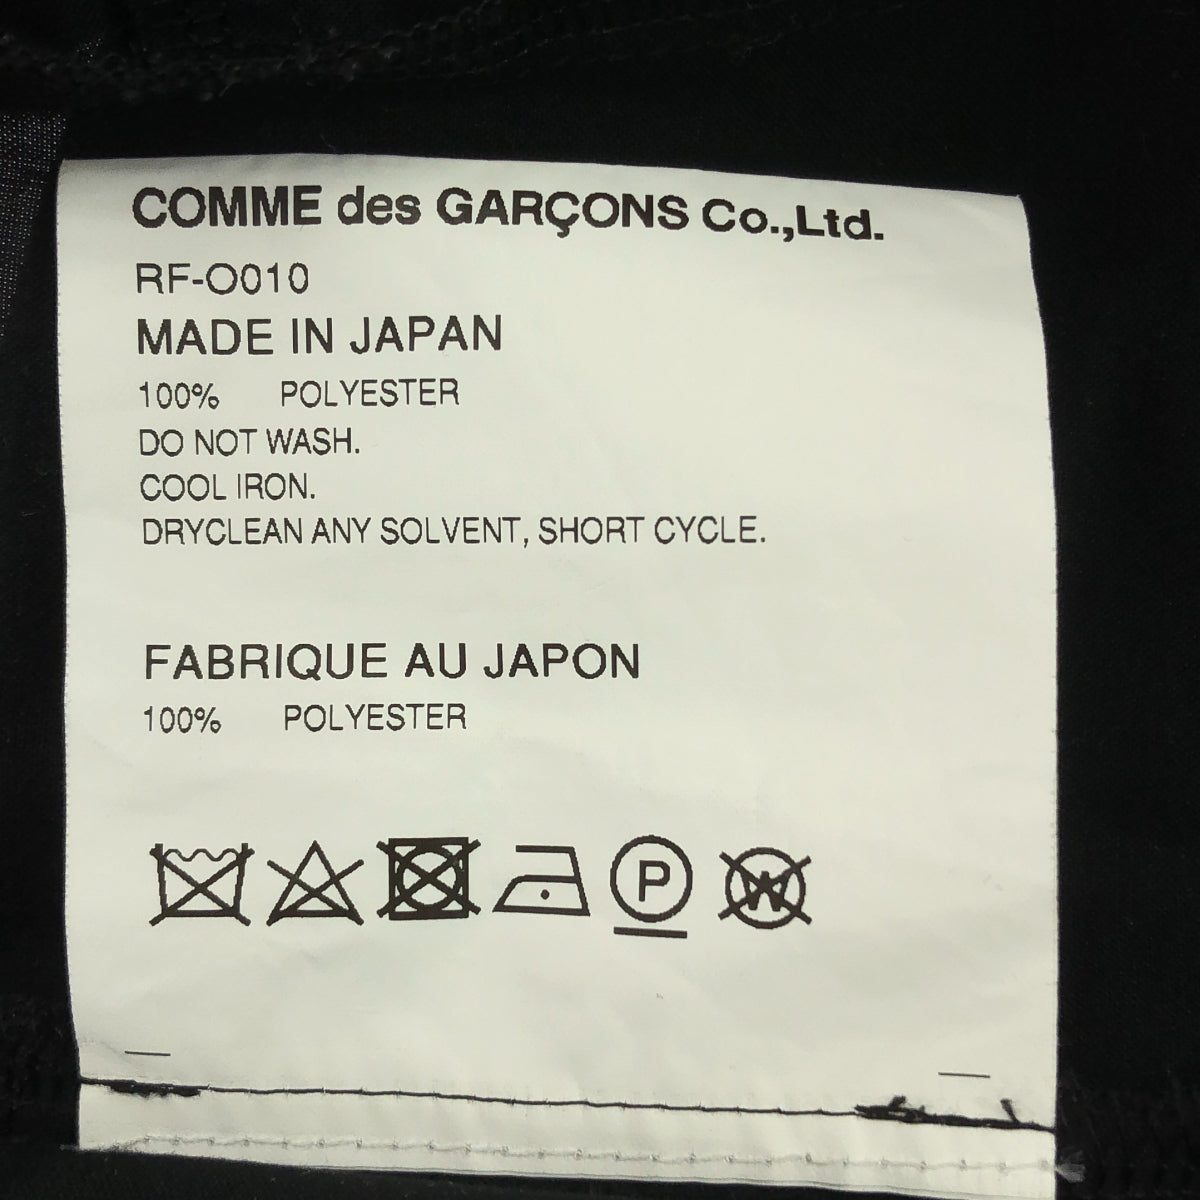 COMME des GARÇONS Co.,Ltd.
RF-O010
MADE IN JAPAN
100% POLYESTER
DO NOT WASH.
COOL IRON.
DRYCLEAN ANY SOLVENT, SHORT CYCLE.
FABRIQUE AU JAPON
100% POLYESTER
P W